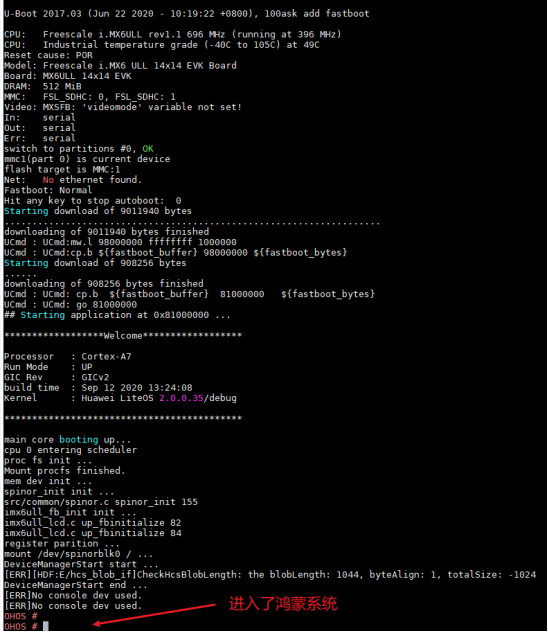 U-Boot 2017.03 (Jun 22 2020 - 10:19:22 +0800), 100ask add fastboot
CPU:   Freescale i.MX6ULL rev1.1 696 MHz (running at 396 MHz)
CPU:   Industrial temperature grade (-40C to 105C) at 49C
Reset cause: POR
Model: Freescale i.MX6 ULL 14x14 EVK Board
Board: MX6ULL 14x14 EVK
DRAM:  512 MiB
MMC:   FSL_SDHC: 0, FSL_SDHC: 1
Video: MXSFB: 'videomode' variable not set!
In:    serial
Out:   serial
Err:   serial
switch to partitions #0, OK
mmc1(part 0) is current device
flash target is MMC:1
Net:   No ethernet found.
Fastboot: Normal
Hit any key to stop autoboot:  0
Starting download of 9011940 bytes
....................................................................
downloading of 9011940 bytes finished
UCmd : UCmd:mw.l 98000000 ffffffff 1000000
UCmd : UCmd:cp.b ${fastboot_buffer} 98000000 ${fastboot_bytes}
Starting download of 908256 bytes
......
downloading of 908256 bytes finished
UCmd : UCmd: cp.b  ${fastboot_buffer}  81000000   ${fastboot_bytes}
UCmd : UCmd: go 81000000
## Starting application at 0x81000000 ...
******************Welcome******************
Processor   : Cortex-A7
Run Mode    : UP
GIC Rev     : GICv2
build time  : Sep 12 2020 13:24:08
Kernel      : Huawei LiteOS 2.0.0.35/debug
*******************************************
main core booting up...
cpu 0 entering scheduler
proc fs init ...
Mount procfs finished.
mem dev init ...
spinor_init init ...
src/common/spinor.c spinor_init 155
imx6ull_fb_init init ...
imx6ull_lcd.c up_fbinitialize 82
imx6ull_lcd.c up_fbinitialize 84
register parition ...
mount /dev/spinorblk0 / ...
DeviceManagerStart start ...
[ERR][HDF:E/hcs_blob_if]CheckHcsBlobLength: the blobLength: 1044, byteAlign: 1, totalSize: -1024
DeviceManagerStart end ...
[ERR]No console dev used.
[ERR]No console dev used.
OHOS #
OHOS #
进入了鸿蒙系统